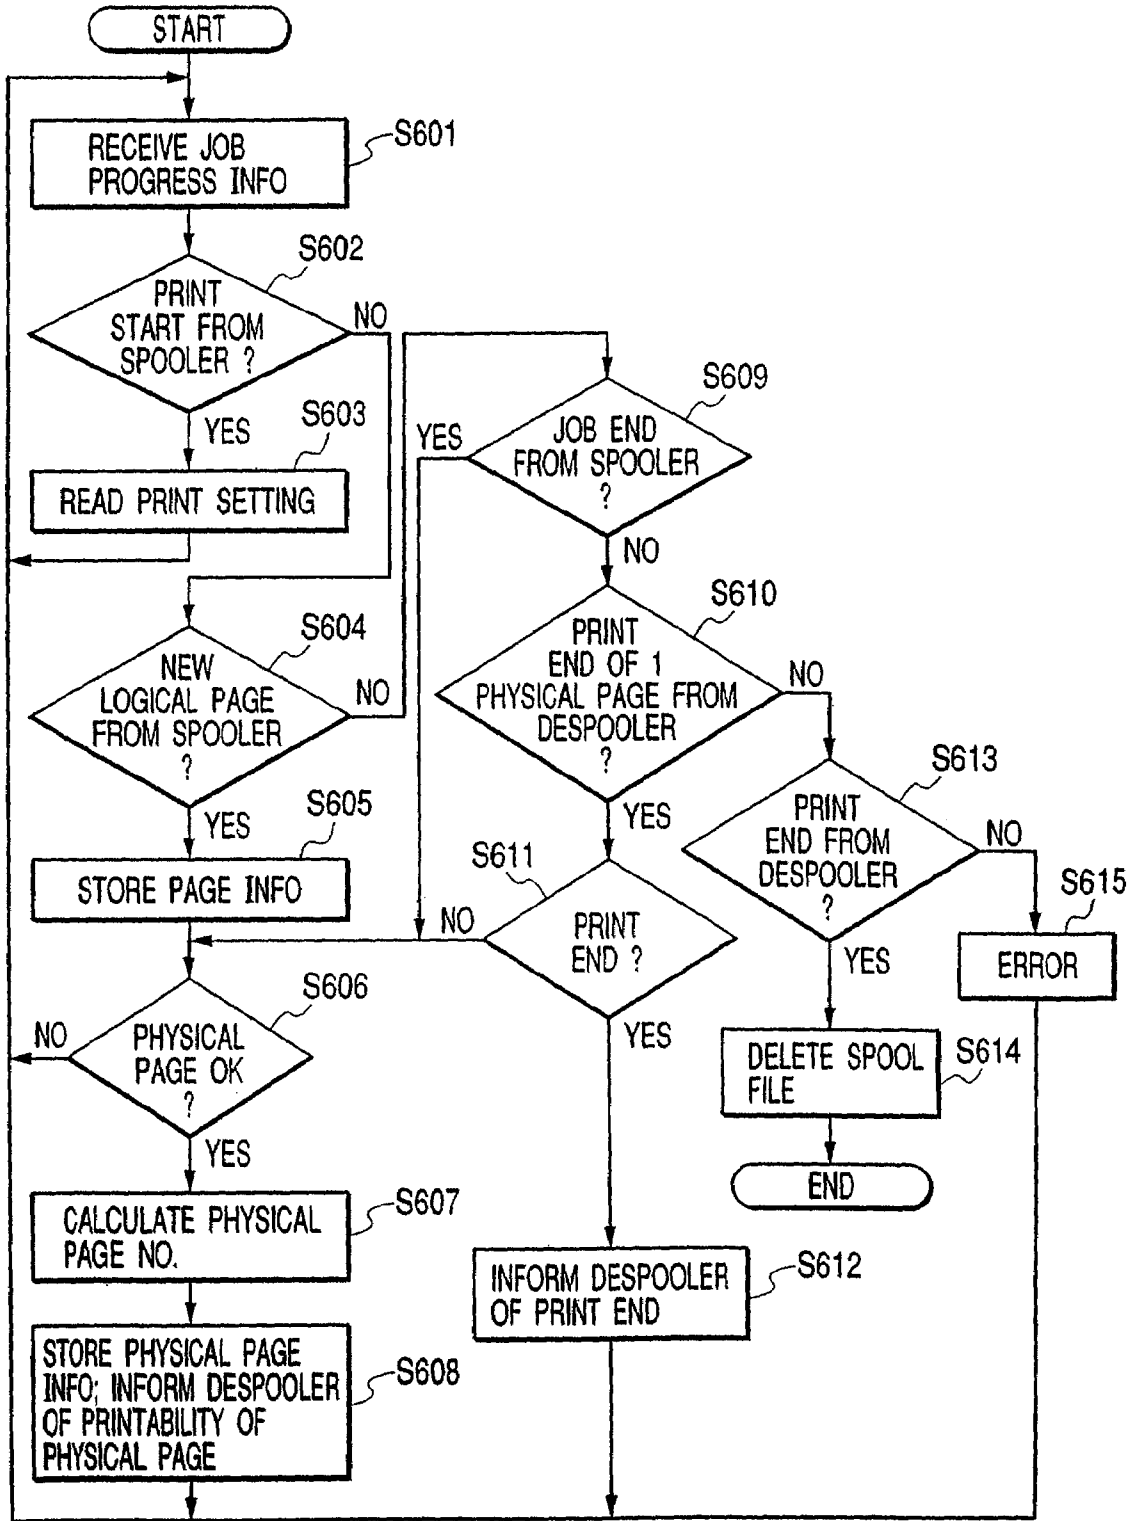 START
RECEIVE JOB
PROGRESS INFO
S601
S602
PRINT
START FROM
SPOOLER ?
NO
YES
S603
READ PRINT SETTING
S604
NEW
LOGICAL PAGE
FROM SPOOLER
?
NO
YES
S605
STORE PAGE INFO
S606
PHYSICAL
PAGE OK
?
NO
YES
S607
CALCULATE PHYSICAL
PAGE NO.
S608
STORE PHYSICAL PAGE
INFO; INFORM DESPOOLER
OF PRINTABILITY OF
PHYSICAL PAGE
S609
JOB END
FROM SPOOLER
?
YES
NO
S610
PRINT
END OF 1
PHYSICAL PAGE FROM
DESPOOLER
?
NO
YES
S611
PRINT
END ?
NO
YES
S612
INFORM DESPOOLER
OF PRINT END
S613
PRINT
END FROM
DESPOOLER
?
NO
YES
S614
DELETE SPOOL
FILE
END
S615
ERROR